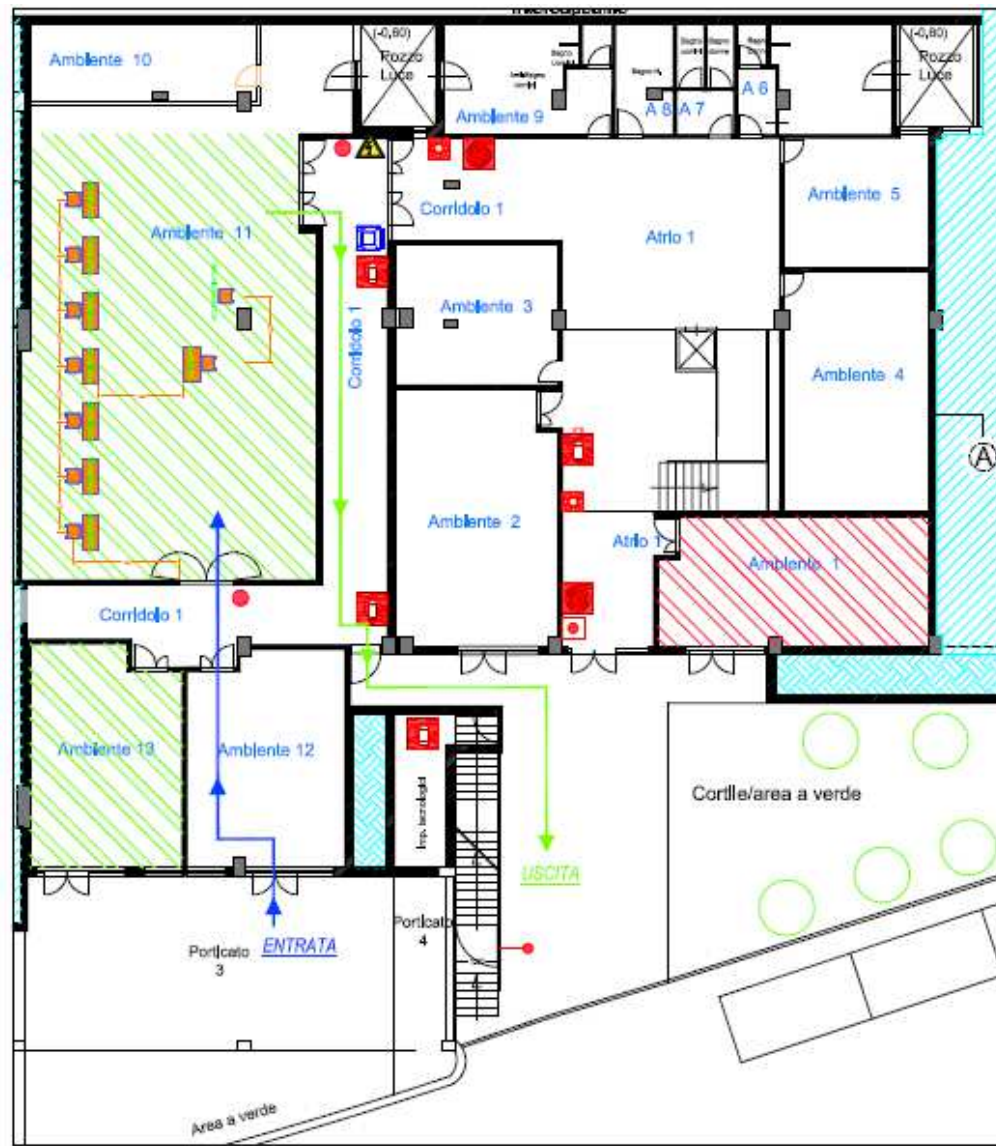 Intercapedine
(-0,80)
Pozzo
Luce
(-0,80)
Pozzo
Luce
Ambiente 10
Ambiente 9
A 8
A 7
A 6
Ambiente 11
Corridoio 1
Atrio 1
Ambiente 5
Ambiente 3
Corridoio 1
Ambiente 4
A
Ambiente 2
Atrio 1
Ambiente 1
Corridoio 1
Ambiente 13
Ambiente 12
Imp. tecnologici
Cortile/area a verde
USCITA
Porticato
4
Porticato
3
ENTRATA
Area a verde